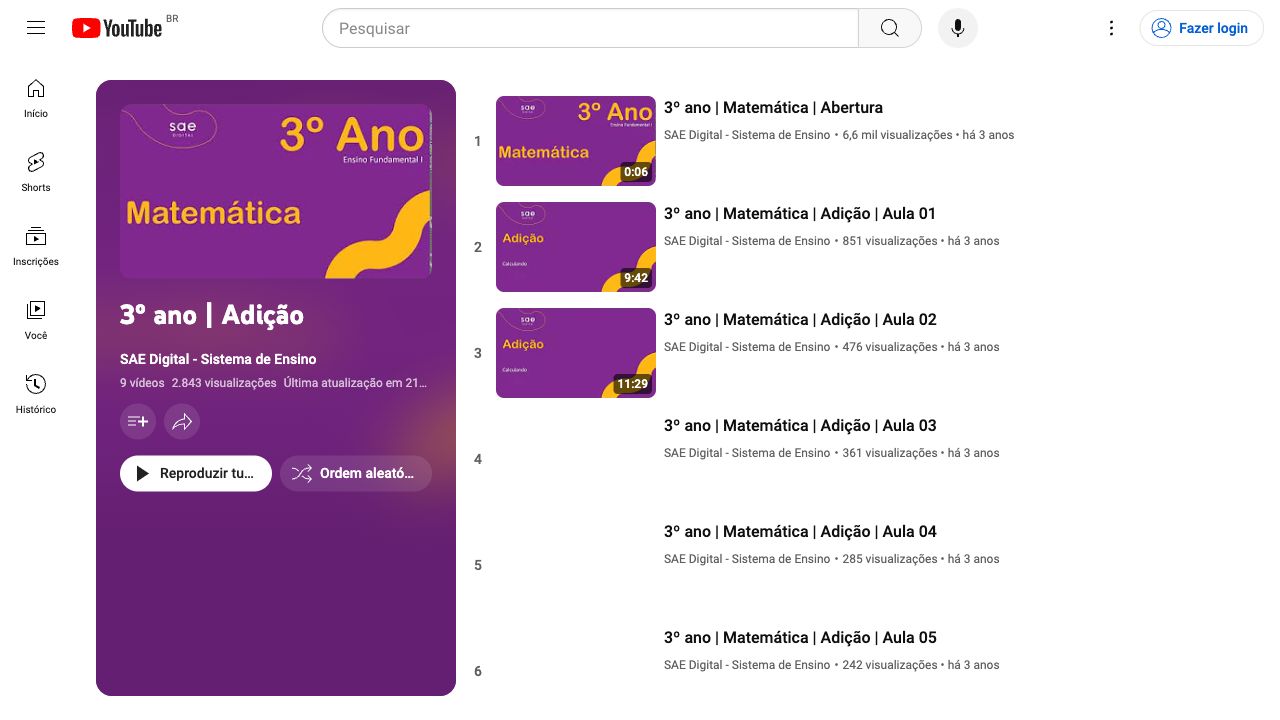 YouTube BR
Pesquisar
Fazer login
Início
Shorts
Inscrições
Você
Histórico
sae
DIGITAL
3º Ano
Ensino Fundamental I
Matemática
3º ano | Adição
SAE Digital - Sistema de Ensino
9 vídeos 2.843 visualizações Última atualização em 21...
Reproduzir tu...
Ordem aleató...
1
sae
3º Ano
Ensino Fundamental I
Matemática
0:06
3º ano | Matemática | Abertura
SAE Digital - Sistema de Ensino • 6,6 mil visualizações • há 3 anos
2
sae
Adição
Calculando
9:42
3º ano | Matemática | Adição | Aula 01
SAE Digital - Sistema de Ensino • 851 visualizações • há 3 anos
3
sae
Adição
Calculando
11:29
3º ano | Matemática | Adição | Aula 02
SAE Digital - Sistema de Ensino • 476 visualizações • há 3 anos
4
3º ano | Matemática | Adição | Aula 03
SAE Digital - Sistema de Ensino • 361 visualizações • há 3 anos
5
3º ano | Matemática | Adição | Aula 04
SAE Digital - Sistema de Ensino • 285 visualizações • há 3 anos
6
3º ano | Matemática | Adição | Aula 05
SAE Digital - Sistema de Ensino • 242 visualizações • há 3 anos